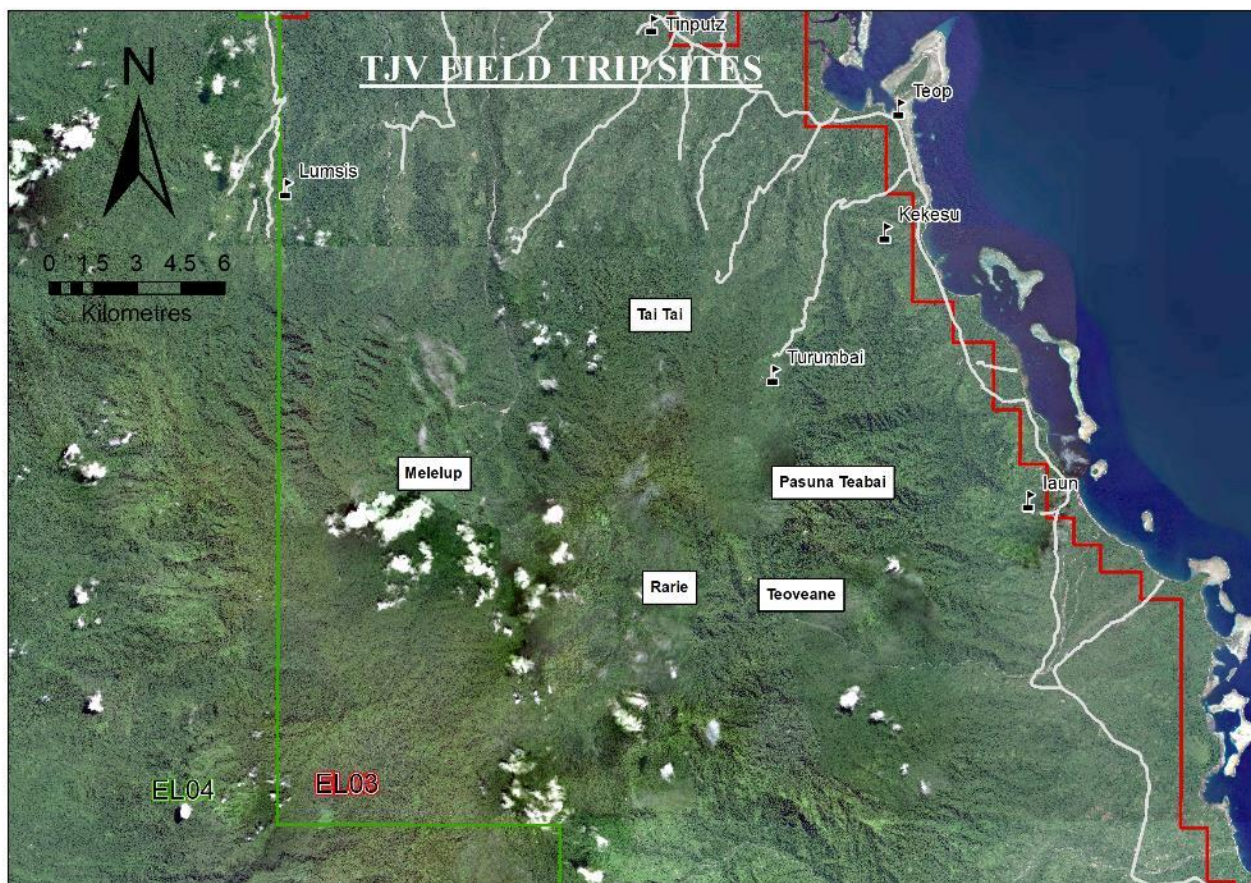 Tinputz
N
TJV FIELD TRIP SITES
Teop
Lumsis
Kekesu
0 1.5 3 4.5 6
Kilometres
Tai Tai
Turumbai
Melelup
Pasuna Teabai
Iaun
Rarie
Teoveane
EL04
EL03